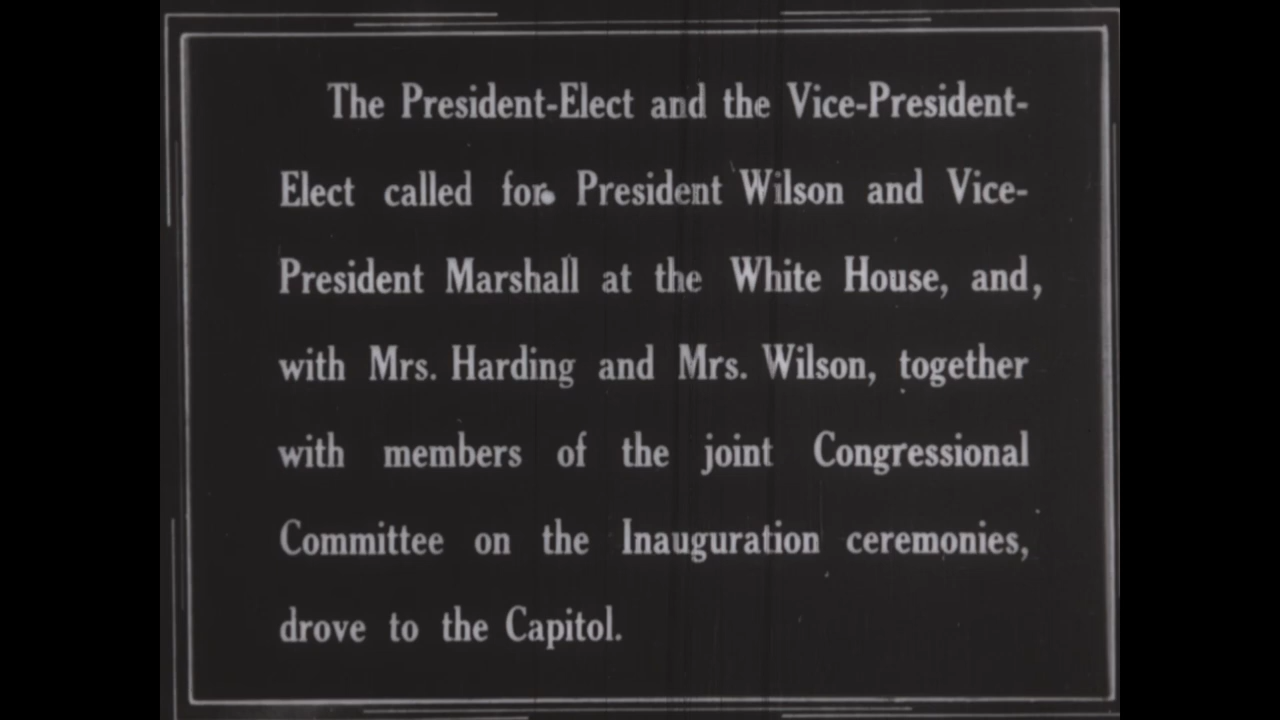 The President-Elect and the Vice-President-
Elect called for President Wilson and Vice-
President Marshall at the White House, and,
with Mrs. Harding and Mrs. Wilson, together
with members of the joint Congressional
Committee on the Inauguration ceremonies,
drove to the Capitol.